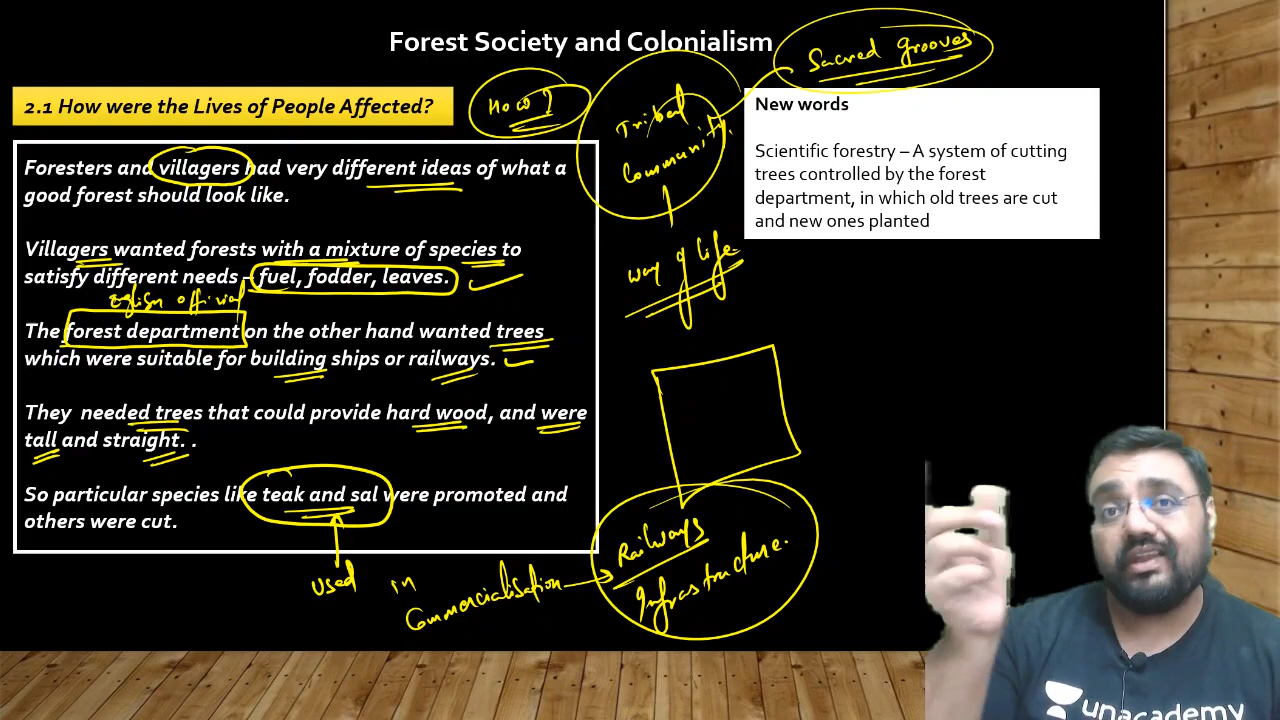 Forest Society and Colonialism
Sacred grooves
2.1 How were the Lives of People Affected?
How ?
Tribal
Community.
way of life
New words
Scientific forestry – A system of cutting
trees controlled by the forest
department, in which old trees are cut
and new ones planted
Foresters and villagers had very different ideas of what a
good forest should look like.
Villagers wanted forests with a mixture of species to
satisfy different needs – fuel, fodder, leaves.
official
The forest department on the other hand wanted trees
which were suitable for building ships or railways.
They needed trees that could provide hard wood, and were
tall and straight. .
So particular species like teak and sal were promoted and
others were cut.
used in
Commercialisation
Railways
Infrastructure.
unacademy